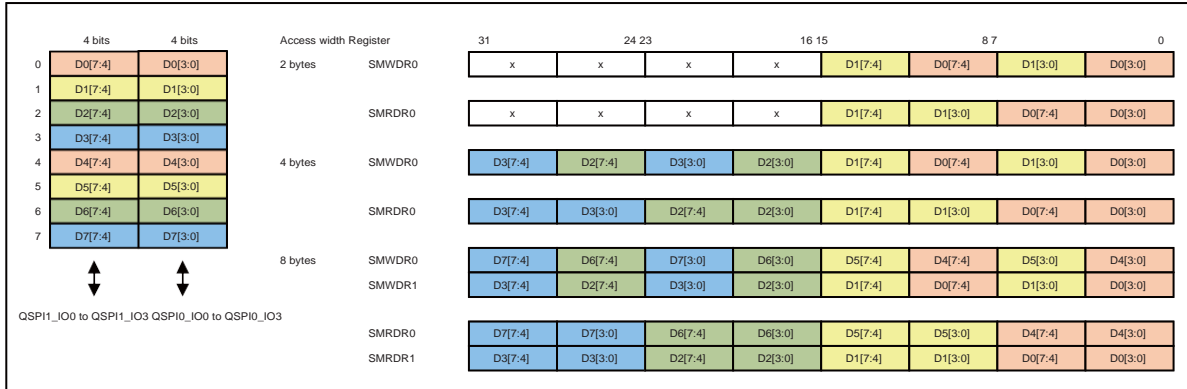 4 bits 4 bits Access width Register 31 24 23 16 15 8 7 0
0 D0[7:4] D0[3:0] 2 bytes SMWDR0 x x x x D1[7:4] D0[7:4] D1[3:0] D0[3:0]
1 D1[7:4] D1[3:0]
2 D2[7:4] D2[3:0] SMRDR0 x x x x D1[7:4] D1[3:0] D0[7:4] D0[3:0]
3 D3[7:4] D3[3:0]
4 D4[7:4] D4[3:0] 4 bytes SMWDR0 D3[7:4] D2[7:4] D3[3:0] D2[3:0] D1[7:4] D0[7:4] D1[3:0] D0[3:0]
5 D5[7:4] D5[3:0]
6 D6[7:4] D6[3:0] SMRDR0 D3[7:4] D3[3:0] D2[7:4] D2[3:0] D1[7:4] D1[3:0] D0[7:4] D0[3:0]
7 D7[7:4] D7[3:0]
8 bytes SMWDR0 D7[7:4] D6[7:4] D7[3:0] D6[3:0] D5[7:4] D4[7:4] D5[3:0] D4[3:0]
SMWDR1 D3[7:4] D2[7:4] D3[3:0] D2[3:0] D1[7:4] D0[7:4] D1[3:0] D0[3:0]
QSPI1_IO0 to QSPI1_IO3 QSPI0_IO0 to QSPI0_IO3
SMRDR0 D7[7:4] D7[3:0] D6[7:4] D6[3:0] D5[7:4] D5[3:0] D4[7:4] D4[3:0]
SMRDR1 D3[7:4] D3[3:0] D2[7:4] D2[3:0] D1[7:4] D1[3:0] D0[7:4] D0[3:0]